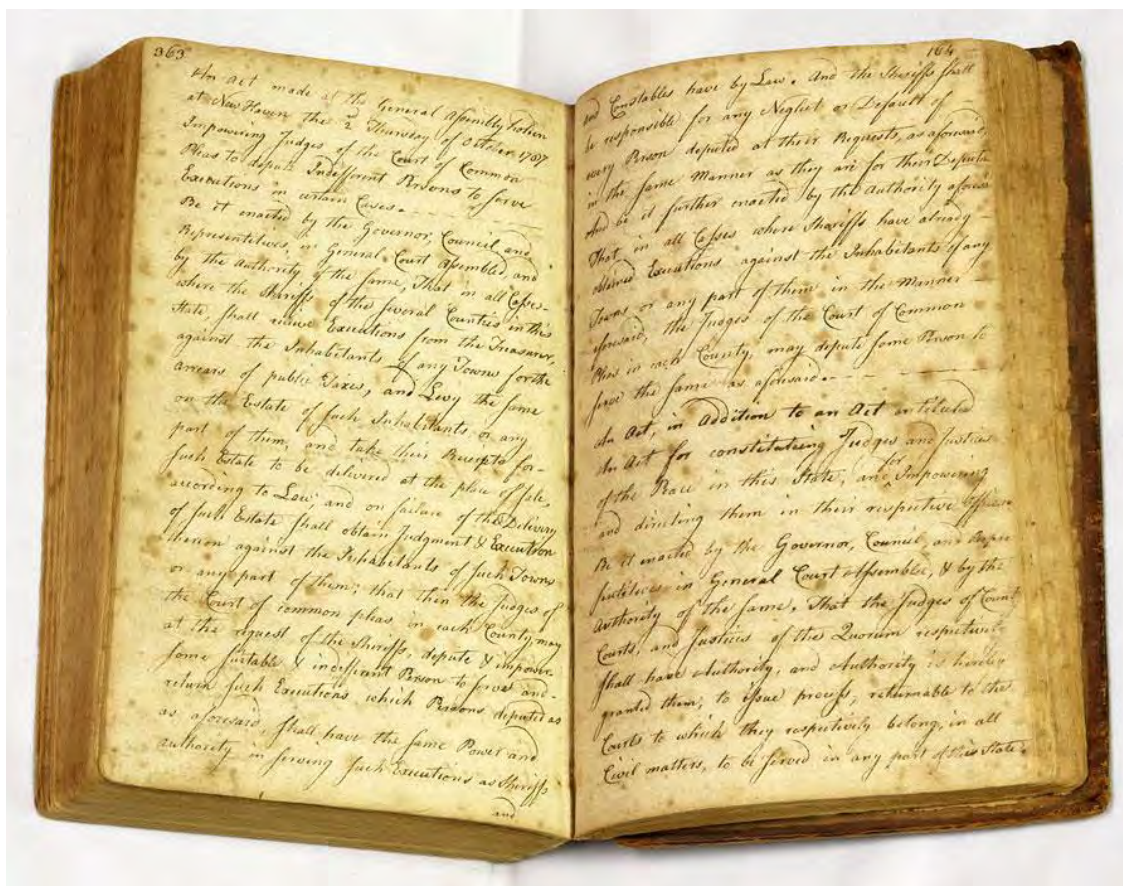 363
An act made at the General Assembly holen
at New Haven the 2d Thursday of October 1787
Impowering Judges of the Court of Common
Pleas to depute Indifferent Persons to serve
Executions in certain Cases.
Be it enacted by the Governor, Council and
Representitives, in General Court Assembled, and
by the Authority of the same, That in all Cases
where the Sheriffs of the several Counties in this
State, shall recieve Executions from the Treasurer,
against the Inhabitants of any Towns for the
arrears of public Taxes, and Levy the same
on the Estate of such Inhabitants or any
part of them, and take their Receipts for
such Estate to be delivered at the place of sale
according to Law; and on failure of the Delivery
of such Estate shall obtain Judgment & Execution
thereon against the Inhabitants of such Towns
or any part of them; that then the Judges of
the Court of common pleas in each County, may
at the request of the Sheriffs, depute & impower
some suitable & indifferant Person to serve and
return such Executions which Persons deputed as
as aforesaid, shall have the same Power and
authority in serving such Executions as Sheriffs
and
164
and Constables have by Law. And the Sheriffs shall
be responsible for any Neglect or Default of
every Person deputed at their Requests, as aforesaid,
in the same Manner as they are for their Deputs
And be it further enacted by the Authority aforesd
That in all Casses where Sheriffs have already
obtained Executions against the Inhabitants of any
Towns or any part of them in the manner
aforesaid, the Judges of the Court of Common
Pleas in each County, may depute some Person to
serve the same as aforesaid.
An Act, in Addition to an Act intituled
An Act for constituting Judges and Justices
of the Peace in this State, and for Impowering
and directing them in their respective Offices
Be it enacted by the Governor, Council, and Repre
sentitives in General Court Assembled, & by the
Authority of the same, That the Judges of County
Courts, and Justices of the Quorum respectively
shall have Authority, and Authority is hereby
granted them, to issue process, returnable to the
Courts to which they respectively belong, in all
Civil matters, to be served in any part of this State.